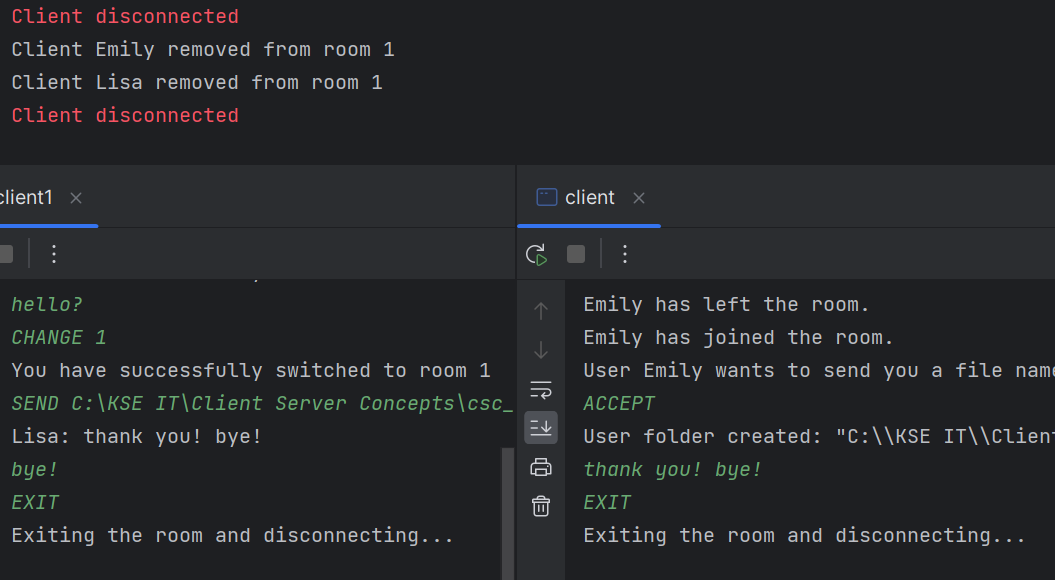 Client disconnected
Client Emily removed from room 1
Client Lisa removed from room 1
Client disconnected
client1
client
hello?
CHANGE 1
You have successfully switched to room 1
SEND C:\KSE IT\Client Server Concepts\csc_
Lisa: thank you! bye!
bye!
EXIT
Exiting the room and disconnecting...
Emily has left the room.
Emily has joined the room.
User Emily wants to send you a file name
ACCEPT
User folder created: "C:\\KSE IT\\Client
thank you! bye!
EXIT
Exiting the room and disconnecting...